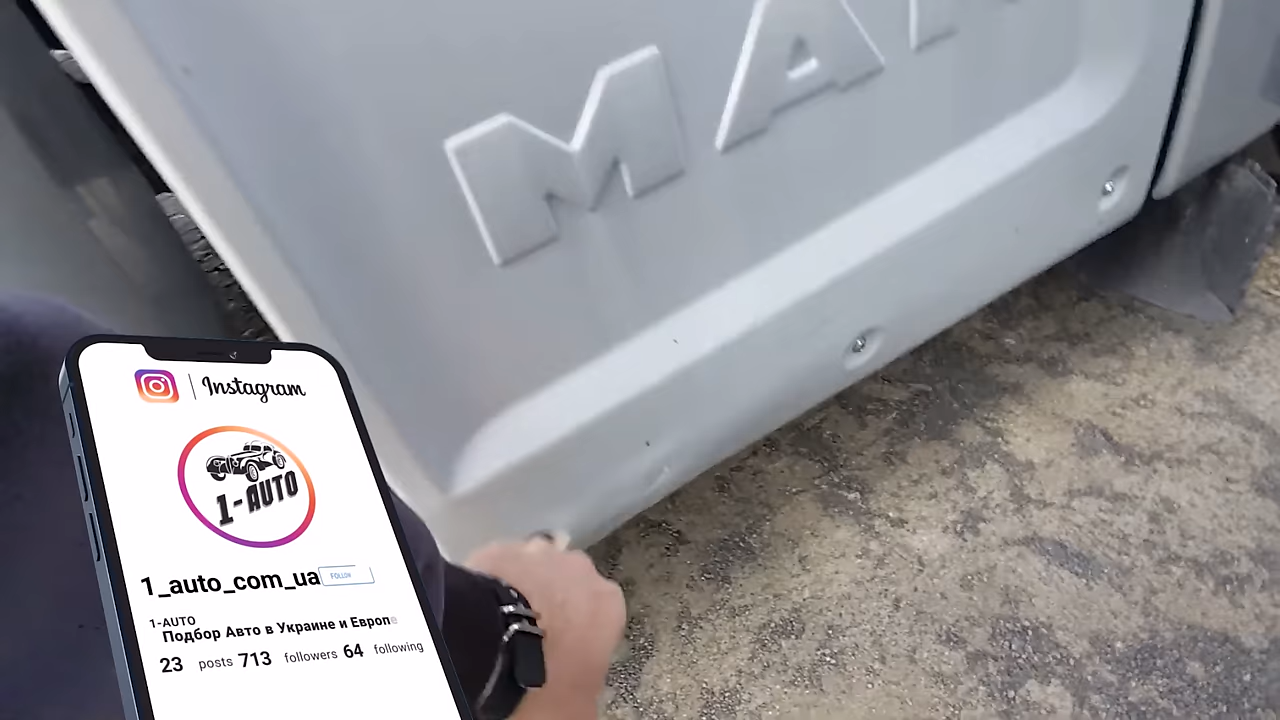 MAN
Instagram
1-AUTO
1_auto_com_ua
FOLLOW
1-AUTO
Подбор Авто в Украине и Европе
23 posts 713 followers 64 following